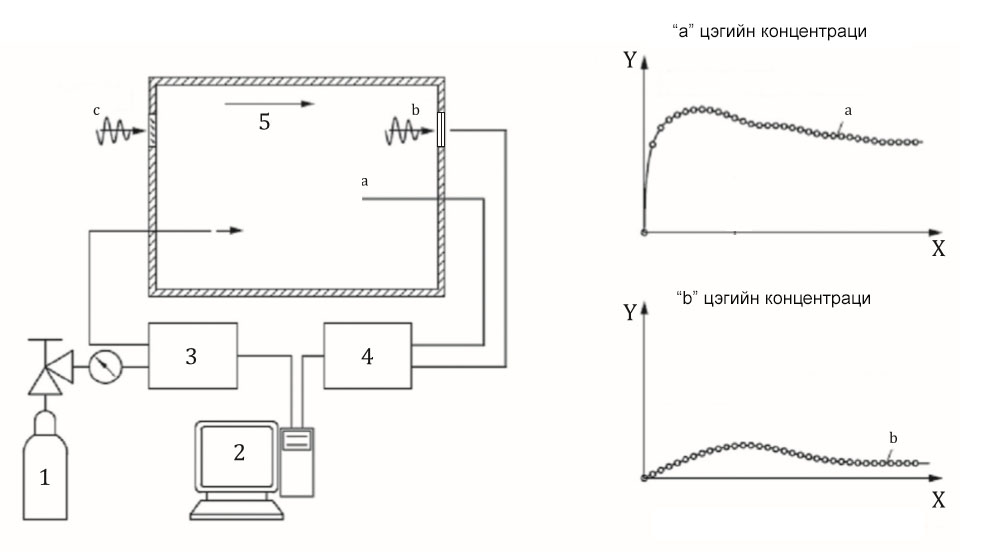 c
5
b
a
3
4
1
2
“a” цэгийн концентраци
Y
a
X
“b” цэгийн концентраци
Y
b
X